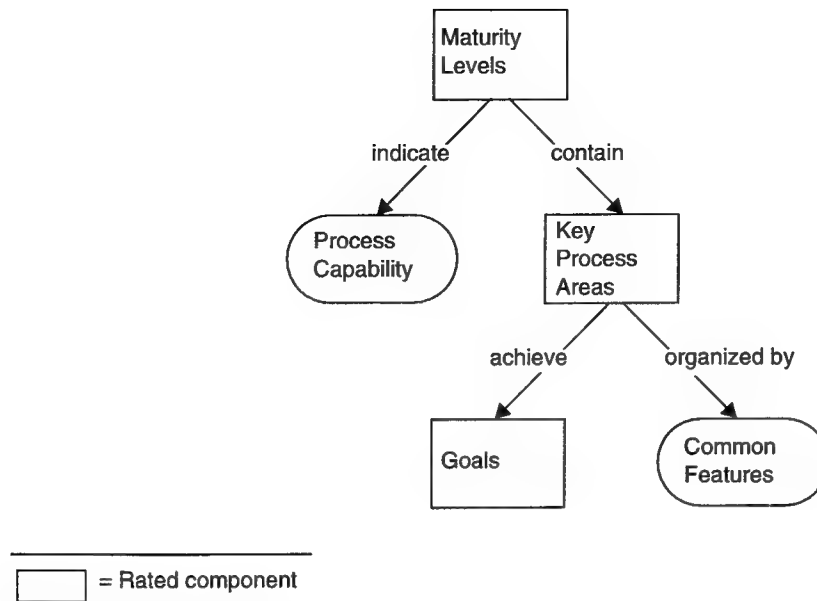 Maturity
Levels
indicate
contain
Process
Capability
Key
Process
Areas
achieve
organized by
Goals
Common
Features
= Rated component